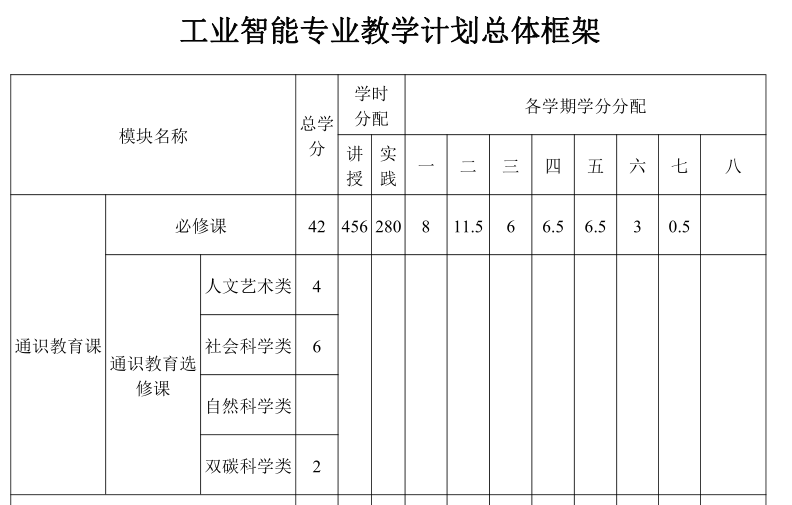 工业智能专业教学计划总体框架
模块名称 总学分 学时分配 各学期学分分配
讲授 实践 一 二 三 四 五 六 七 八
通识教育课 必修课 42 456 280 8 11.5 6 6.5 6.5 3 0.5
通识教育选修课 人文艺术类 4
社会科学类 6
自然科学类
双碳科学类 2